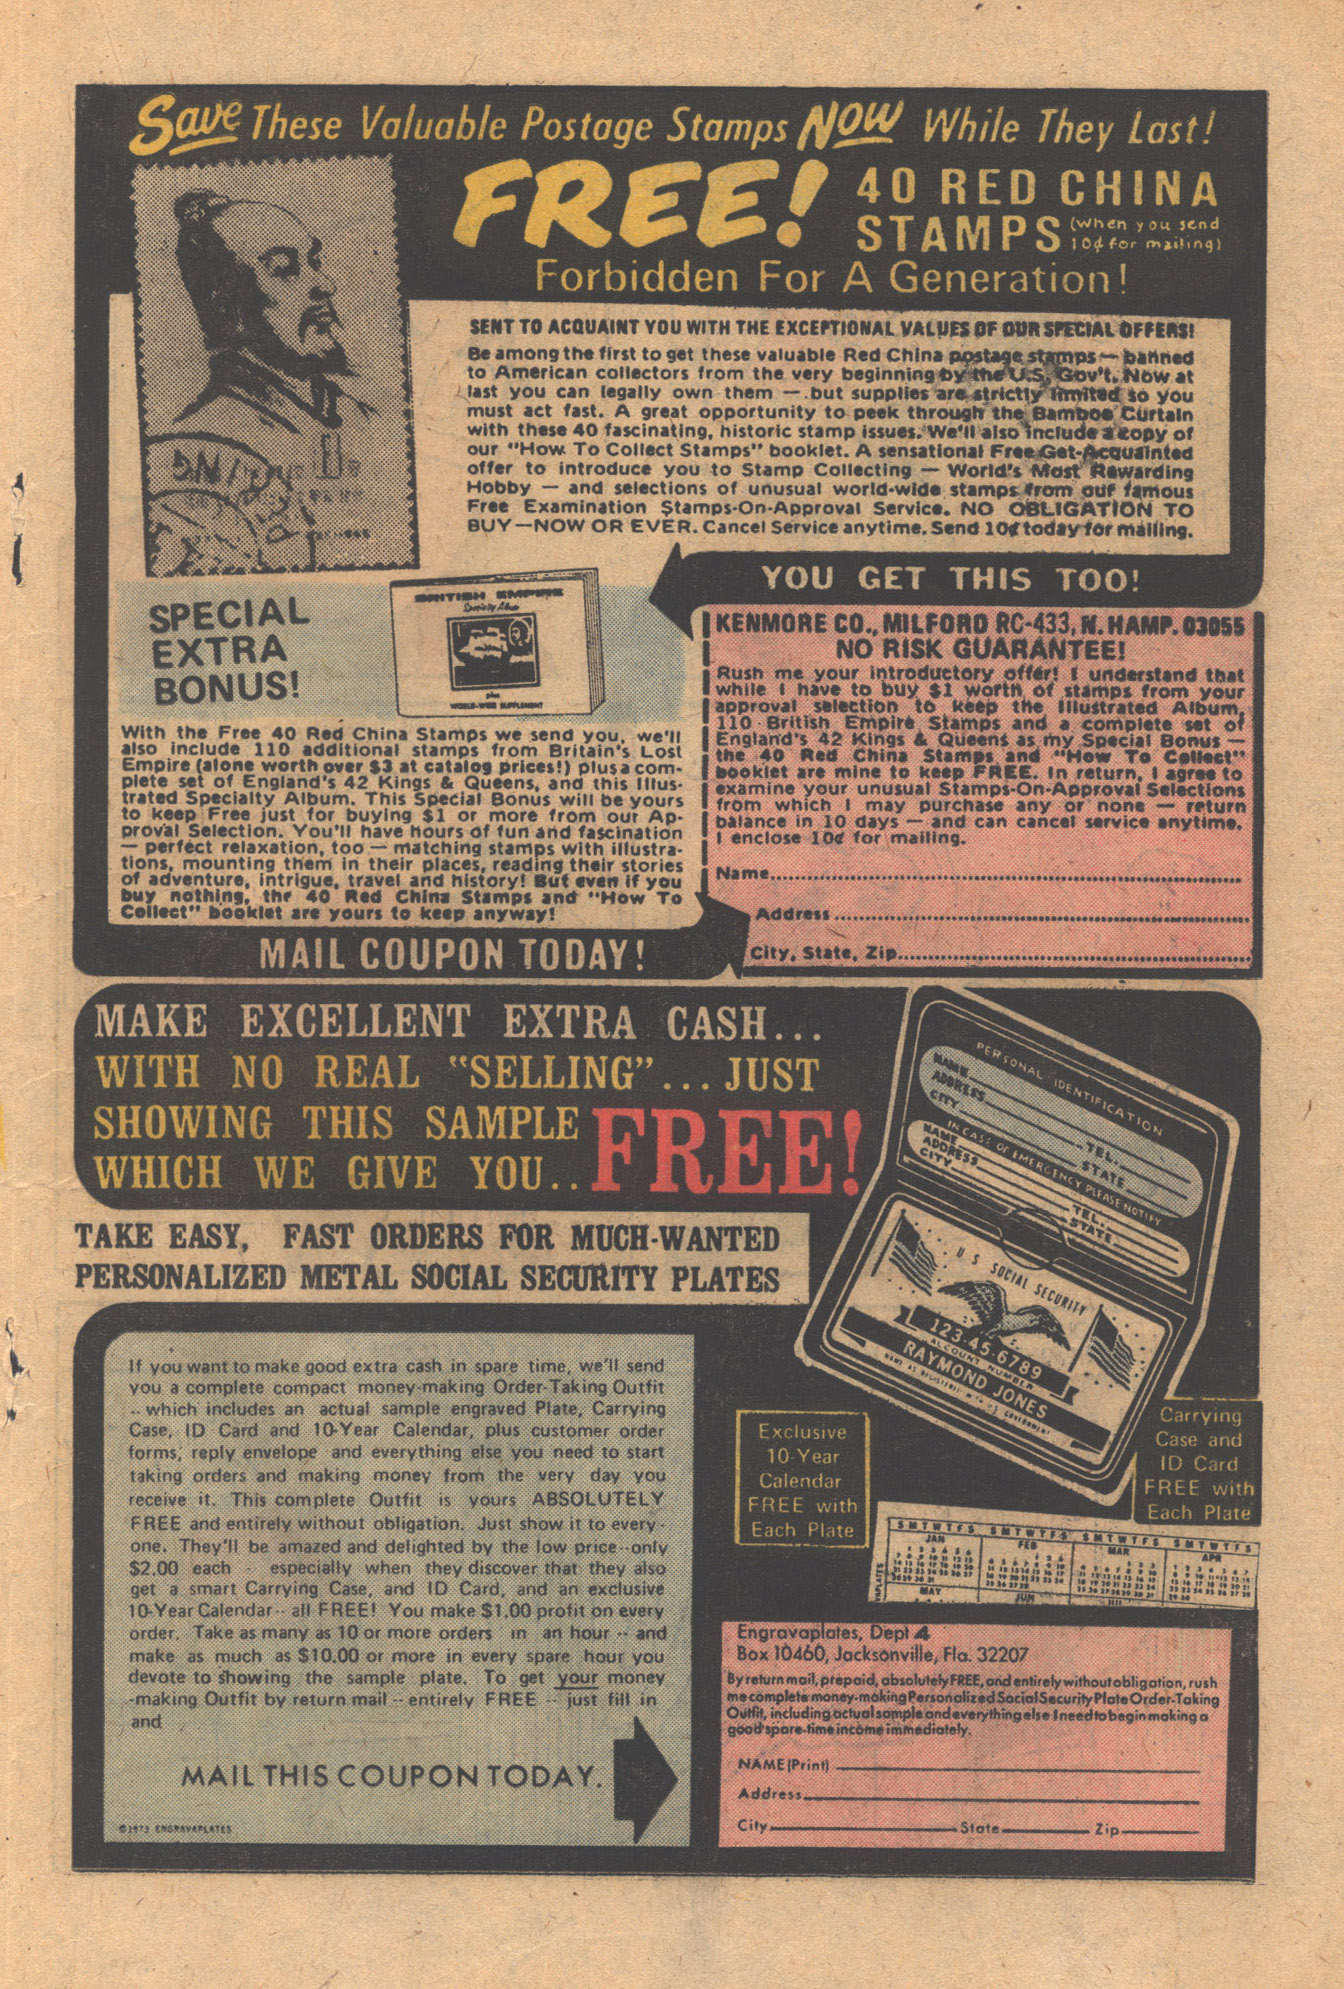 Save These Valuable Postage Stamps NOW While They Last!
FREE! 40 RED CHINA
STAMPS (when you send
10¢ for mailing)
Forbidden For A Generation!
SENT TO ACQUAINT YOU WITH THE EXCEPTIONAL VALUES OF OUR SPECIAL OFFERS!
Be among the first to get these valuable Red China postage stamps — banned
to American collectors from the very beginning by the U.S. Gov't. Now at
last you can legally own them — but supplies are strictly limited so you
must act fast. A great opportunity to peek through the Bamboo Curtain
with these 40 fascinating, historic stamp issues. We'll also include a copy of
our "How To Collect Stamps" booklet. A sensational Free Get-Acquainted
offer to introduce you to Stamp Collecting — World's Most Rewarding
Hobby — and selections of unusual world-wide stamps from our famous
Free Examination Stamps-On-Approval Service. NO OBLIGATION TO
BUY—NOW OR EVER. Cancel Service anytime. Send 10¢ today for mailing.
YOU GET THIS TOO!
SPECIAL
EXTRA
BONUS!
BRITISH EMPIRE
Specialty Album
plus
WORLD-WIDE SUPPLEMENT
With the Free 40 Red China Stamps we send you, we'll
also include 110 additional stamps from Britain's Lost
Empire (alone worth over $3 at catalog prices!) plus a com-
plete set of England's 42 Kings & Queens, and this Illus-
trated Specialty Album. This Special Bonus will be yours
to keep Free just for buying $1 or more from our Ap-
proval Selection. You'll have hours of fun and fascination
— perfect relaxation, too — matching stamps with illustra-
tions, mounting them in their places, reading their stories
of adventure, intrigue, travel and history! But even if you
buy nothing, the 40 Red China Stamps and "How To
Collect" booklet are yours to keep anyway!
MAIL COUPON TODAY!
KENMORE CO., MILFORD RC-433, N. HAMP. 03055
NO RISK GUARANTEE!
Rush me your introductory offer! I understand that
while I have to buy $1 worth of stamps from your
approval selection to keep the Illustrated Album,
110 British Empire Stamps and a complete set of
England's 42 Kings & Queens as my Special Bonus —
the 40 Red China Stamps and "How To Collect"
booklet are mine to keep FREE. In return, I agree to
examine your unusual Stamps-On-Approval Selections
from which I may purchase any or none — return
balance in 10 days — and can cancel service anytime.
I enclose 10¢ for mailing.
Name
Address
City, State, Zip
MAKE EXCELLENT EXTRA CASH...
WITH NO REAL "SELLING"...JUST
SHOWING THIS SAMPLE
WHICH WE GIVE YOU.. FREE!
TAKE EASY, FAST ORDERS FOR MUCH-WANTED
PERSONALIZED METAL SOCIAL SECURITY PLATES
PERSONAL IDENTIFICATION
NAME
ADDRESS
CITY
TEL.
STATE
IN CASE OF EMERGENCY PLEASE NOTIFY
NAME
ADDRESS
CITY
TEL.
STATE
U S SOCIAL SECURITY
123-45-6789
ACCOUNT NUMBER
RAYMOND JONES
If you want to make good extra cash in spare time, we'll send
you a complete compact money-making Order-Taking Outfit
-- which includes an actual sample engraved Plate, Carrying
Case, ID Card and 10-Year Calendar, plus customer order
forms, reply envelope and everything else you need to start
taking orders and making money from the very day you
receive it. This complete Outfit is yours ABSOLUTELY
FREE and entirely without obligation. Just show it to every-
one. They'll be amazed and delighted by the low price--only
$2.00 each - especially when they discover that they also
get a smart Carrying Case, and ID Card, and an exclusive
10-Year Calendar -- all FREE! You make $1.00 profit on every
order. Take as many as 10 or more orders in an hour -- and
make as much as $10.00 or more in every spare hour you
devote to showing the sample plate. To get your money
-making Outfit by return mail -- entirely FREE -- just fill in
and
MAIL THIS COUPON TODAY.
©1973 ENGRAVAPLATES
Exclusive
10-Year
Calendar
FREE with
Each Plate
Carrying
Case and
ID Card
FREE with
Each Plate
S M T W T F S S M T W T F S S M T W T F S S M T W T F S
JAN FEB MAR APR
MAY JUN
Engravaplates, Dept 4
Box 10460, Jacksonville, Fla. 32207
By return mail, prepaid, absolutely FREE, and entirely without obligation, rush
me complete money-making Personalized Social Security Plate Order-Taking
Outfit, including actual sample and everything else I need to begin making a
good spare-time income immediately.
NAME (Print)
Address
City State Zip